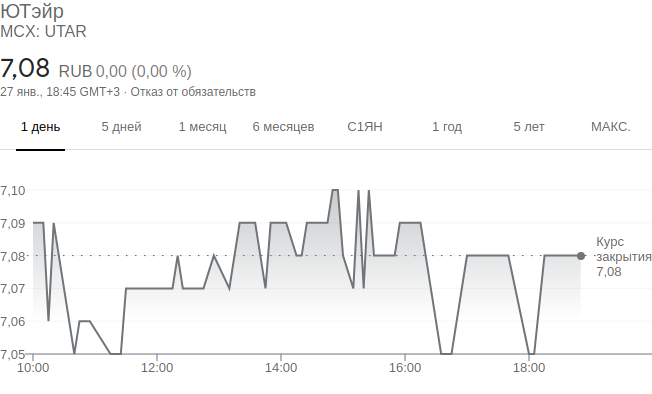 ЮТэйр
MCX: UTAR
7,08 RUB 0,00 (0,00 %)
27 янв., 18:45 GMT+3 · Отказ от обязательств
1 день 5 дней 1 месяц 6 месяцев С1ЯН 1 год 5 лет МАКС.
7,10
7,09
7,08
7,07
7,06
7,05
Курс
закрытия
7,08
10:00 12:00 14:00 16:00 18:00